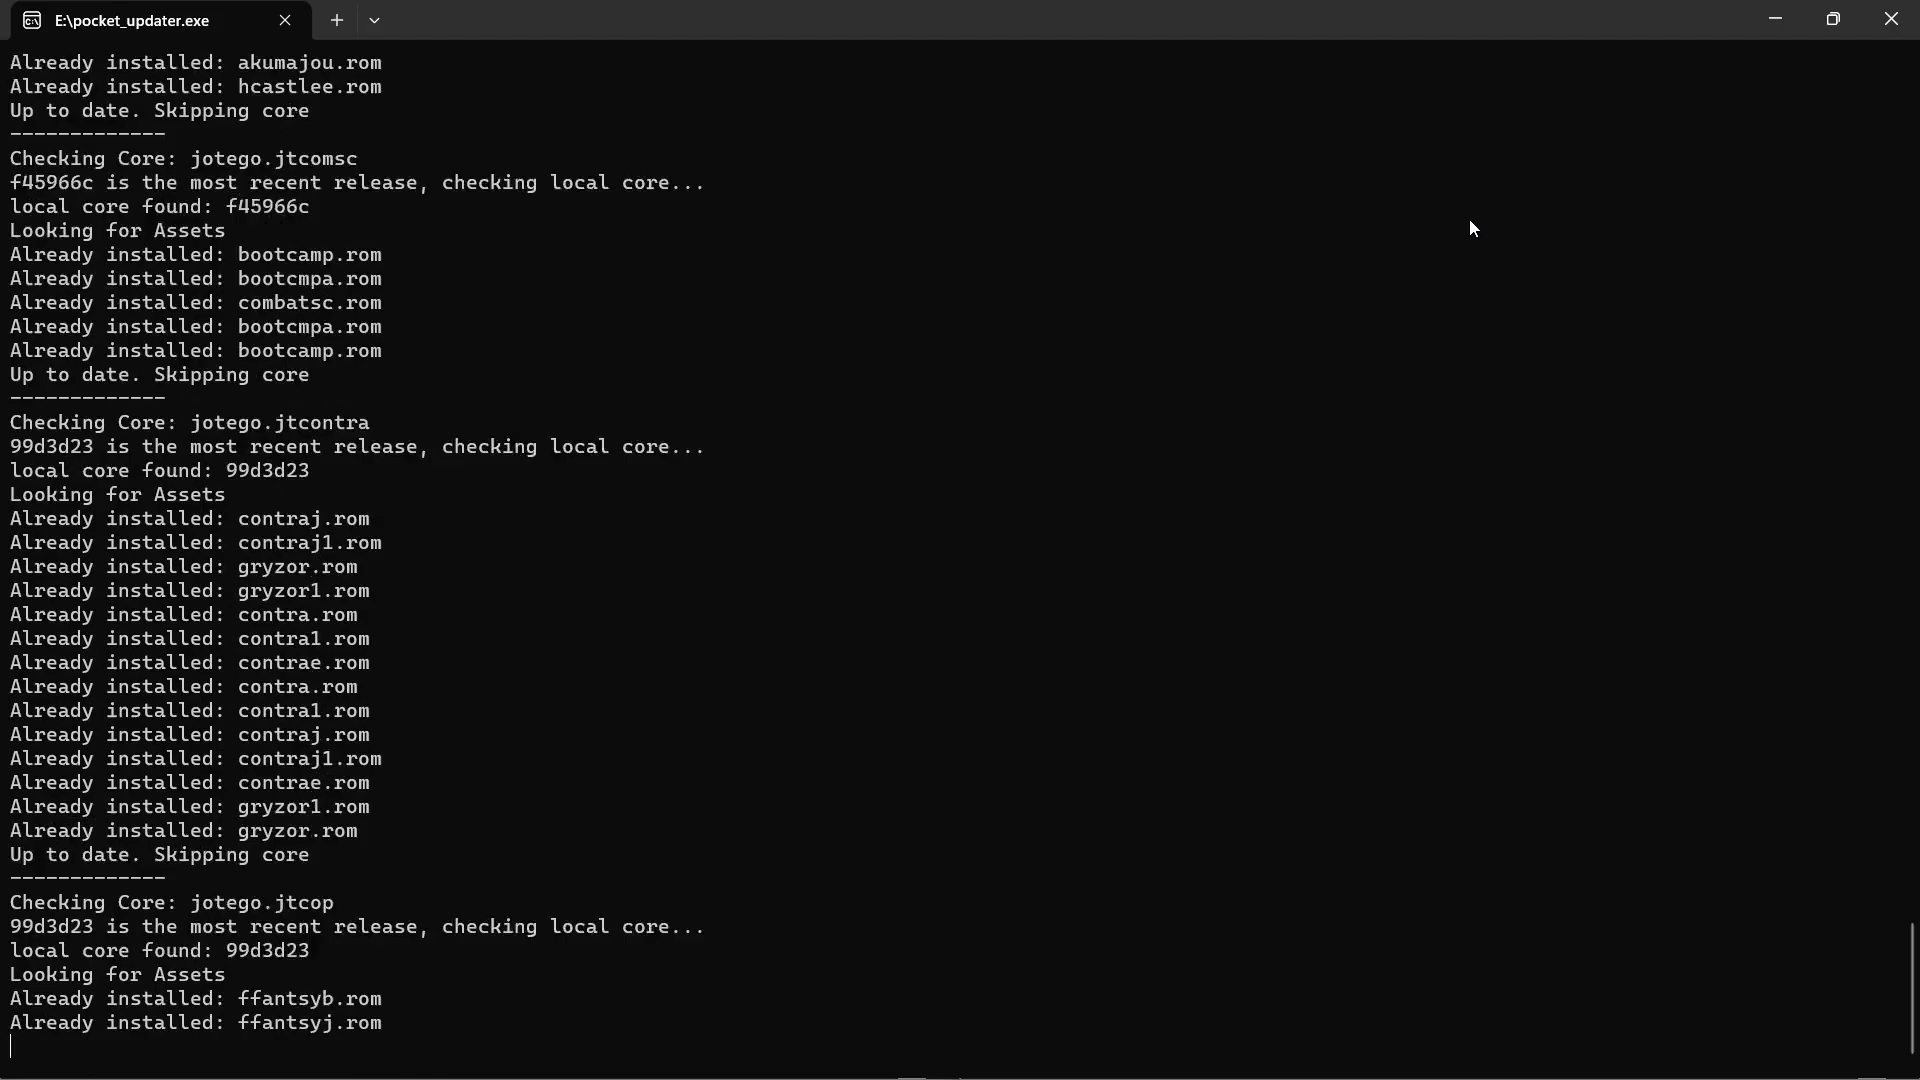 E:\pocket_updater.exe
Already installed: akumajou.rom
Already installed: hcastlee.rom
Up to date. Skipping core
-------------
Checking Core: jotego.jtcomsc
f45966c is the most recent release, checking local core...
local core found: f45966c
Looking for Assets
Already installed: bootcamp.rom
Already installed: bootcmpa.rom
Already installed: combatsc.rom
Already installed: bootcmpa.rom
Already installed: bootcamp.rom
Up to date. Skipping core
-------------
Checking Core: jotego.jtcontra
99d3d23 is the most recent release, checking local core...
local core found: 99d3d23
Looking for Assets
Already installed: contraj.rom
Already installed: contraj1.rom
Already installed: gryzor.rom
Already installed: gryzor1.rom
Already installed: contra.rom
Already installed: contra1.rom
Already installed: contrae.rom
Already installed: contra.rom
Already installed: contra1.rom
Already installed: contraj.rom
Already installed: contraj1.rom
Already installed: contrae.rom
Already installed: gryzor1.rom
Already installed: gryzor.rom
Up to date. Skipping core
-------------
Checking Core: jotego.jtcop
99d3d23 is the most recent release, checking local core...
local core found: 99d3d23
Looking for Assets
Already installed: ffantsyb.rom
Already installed: ffantsyj.rom